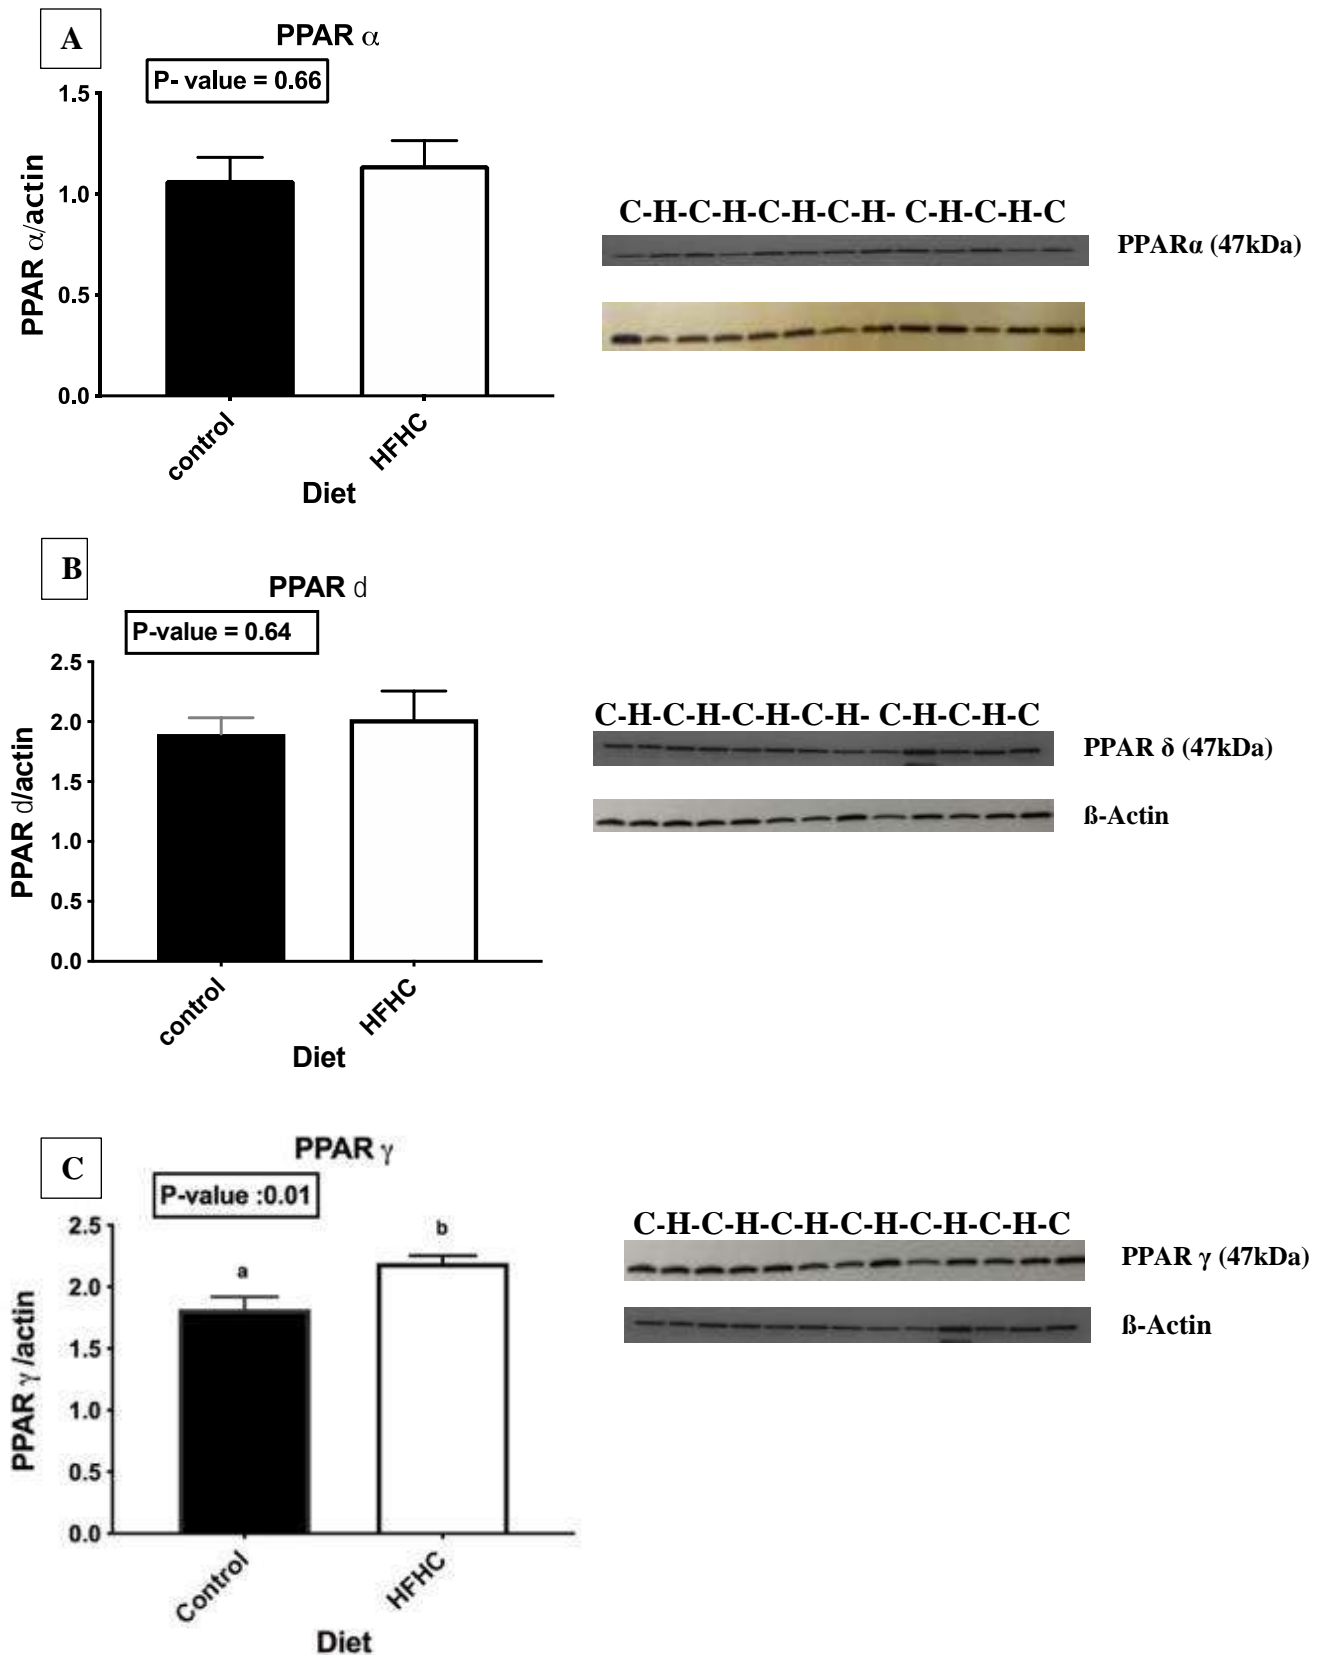 A
PPAR α
P- value = 0.66
1.5
1.0
0.5
0.0
PPAR α/actin
control
HFHC
Diet
C-H-C-H-C-H-C-H- C-H-C-H-C
PPARα (47kDa)
B
PPAR d
P-value = 0.64
2.5
2.0
1.5
1.0
0.5
0.0
PPAR d/actin
control
HFHC
Diet
C-H-C-H-C-H-C-H- C-H-C-H-C
PPAR δ (47kDa)
ß-Actin
C
PPAR γ
P-value :0.01
2.5
2.0
1.5
1.0
0.5
0.0
PPAR γ /actin
a
b
Control
HFHC
Diet
C-H-C-H-C-H-C-H-C-H-C-H-C
PPAR γ (47kDa)
ß-Actin